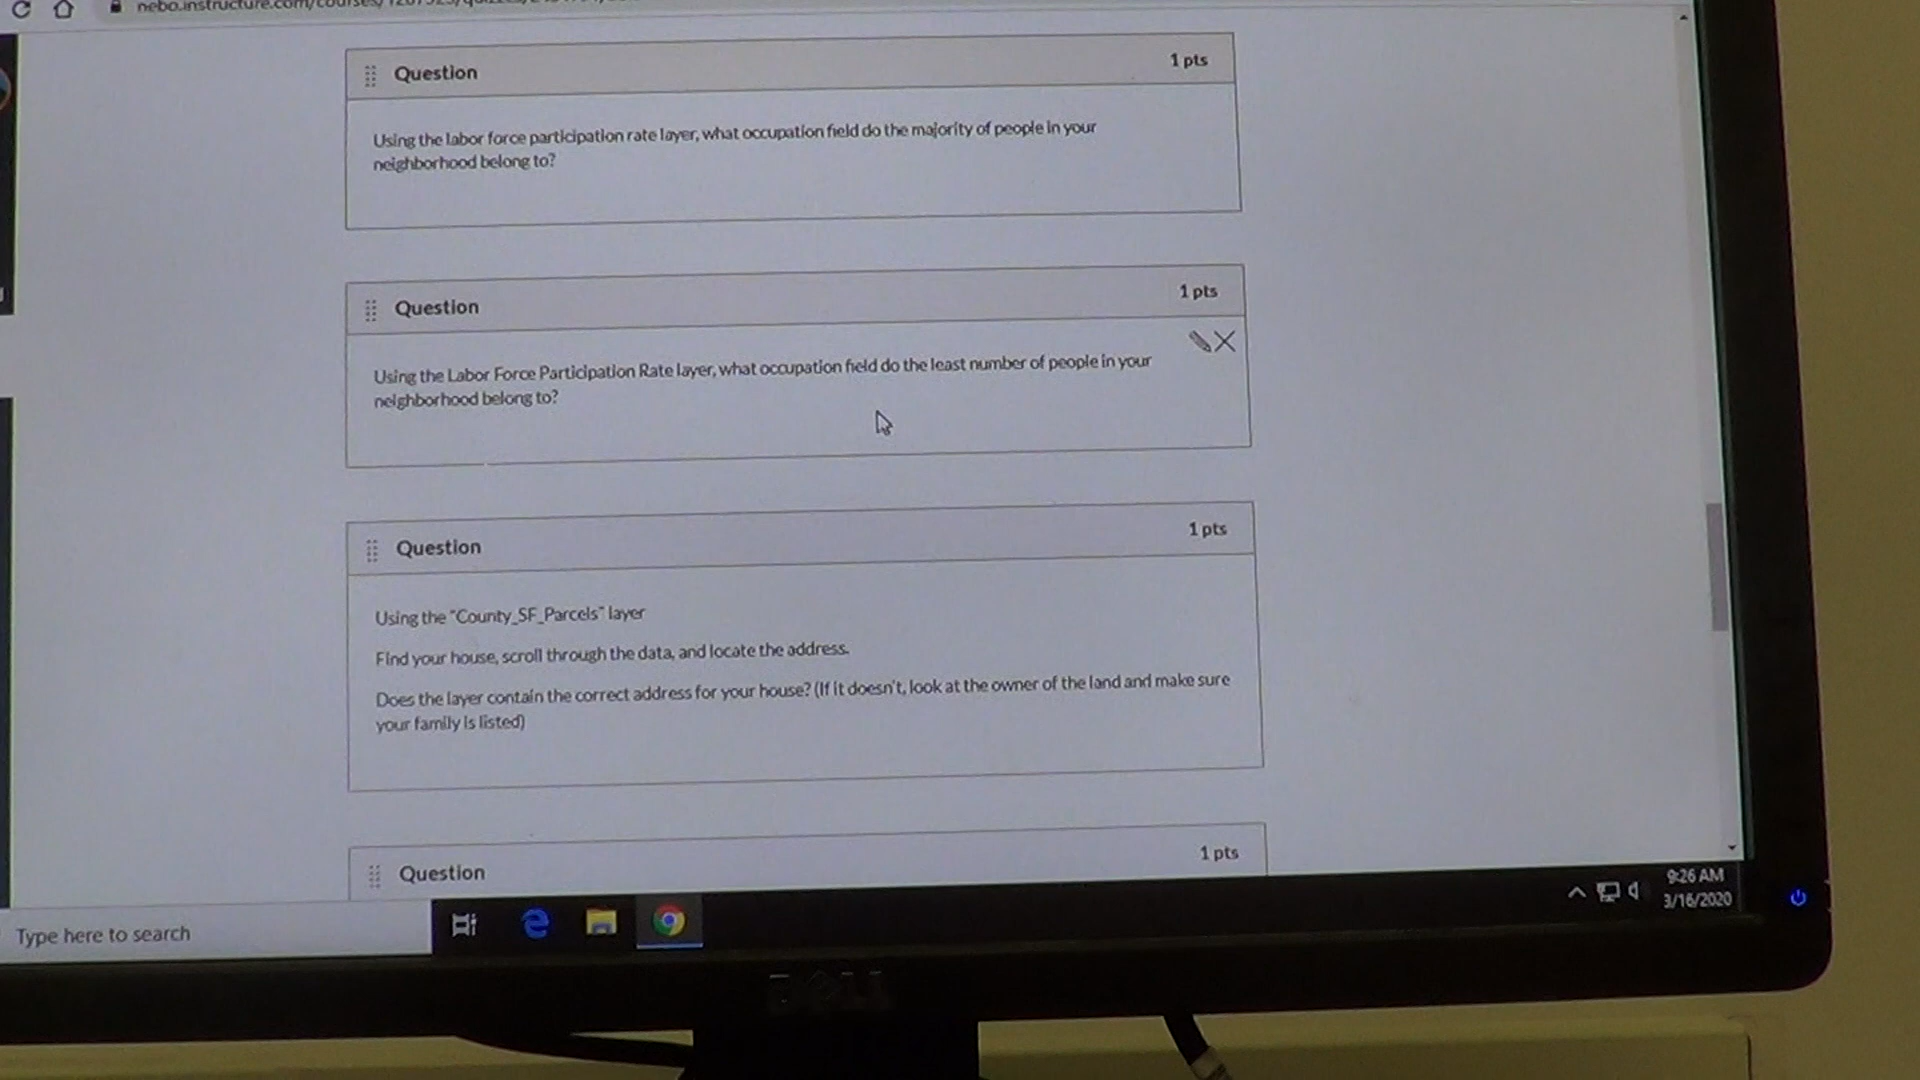 Question
1 pts
Using the labor force participation rate layer, what occupation field do the majority of people in your
neighborhood belong to?
Question
1 pts
Using the Labor Force Participation Rate layer, what occupation field do the least number of people in your
neighborhood belong to?
Question
1 pts
Using the "County_SF_Parcels" layer
Find your house, scroll through the data, and locate the address.
Does the layer contain the correct address for your house? (If it doesn't, look at the owner of the land and make sure
your family is listed)
Question
1 pts
9:26 AM
3/16/2020
Type here to search